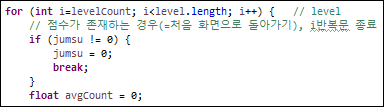 for (int i=levelCount; i<level.length; i++) {   // level
    // 점수가 존재하는 경우(=처음 화면으로 돌아가기), i반복문 종료
    if (jumsu != 0) {
        jumsu = 0;
        break;
    }
    float avgCount = 0;